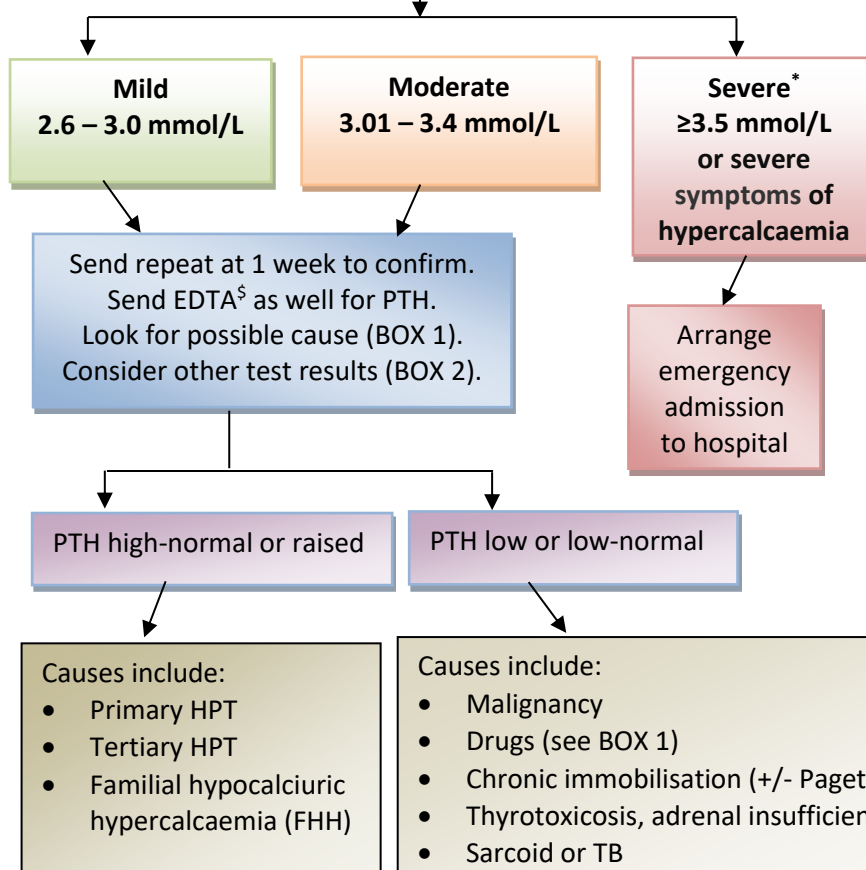 Mild
2.6 – 3.0 mmol/L
Moderate
3.01 – 3.4 mmol/L
Severe*
≥3.5 mmol/L
or severe
symptoms of
hypercalcaemia
Send repeat at 1 week to confirm.
Send EDTA$ as well for PTH.
Look for possible cause (BOX 1).
Consider other test results (BOX 2).
Arrange
emergency
admission
to hospital
PTH high-normal or raised
PTH low or low-normal
Causes include:
• Primary HPT
• Tertiary HPT
• Familial hypocalciuric
hypercalcaemia (FHH)
Causes include:
• Malignancy
• Drugs (see BOX 1)
• Chronic immobilisation (+/- Paget
• Thyrotoxicosis, adrenal insufficien
• Sarcoid or TB